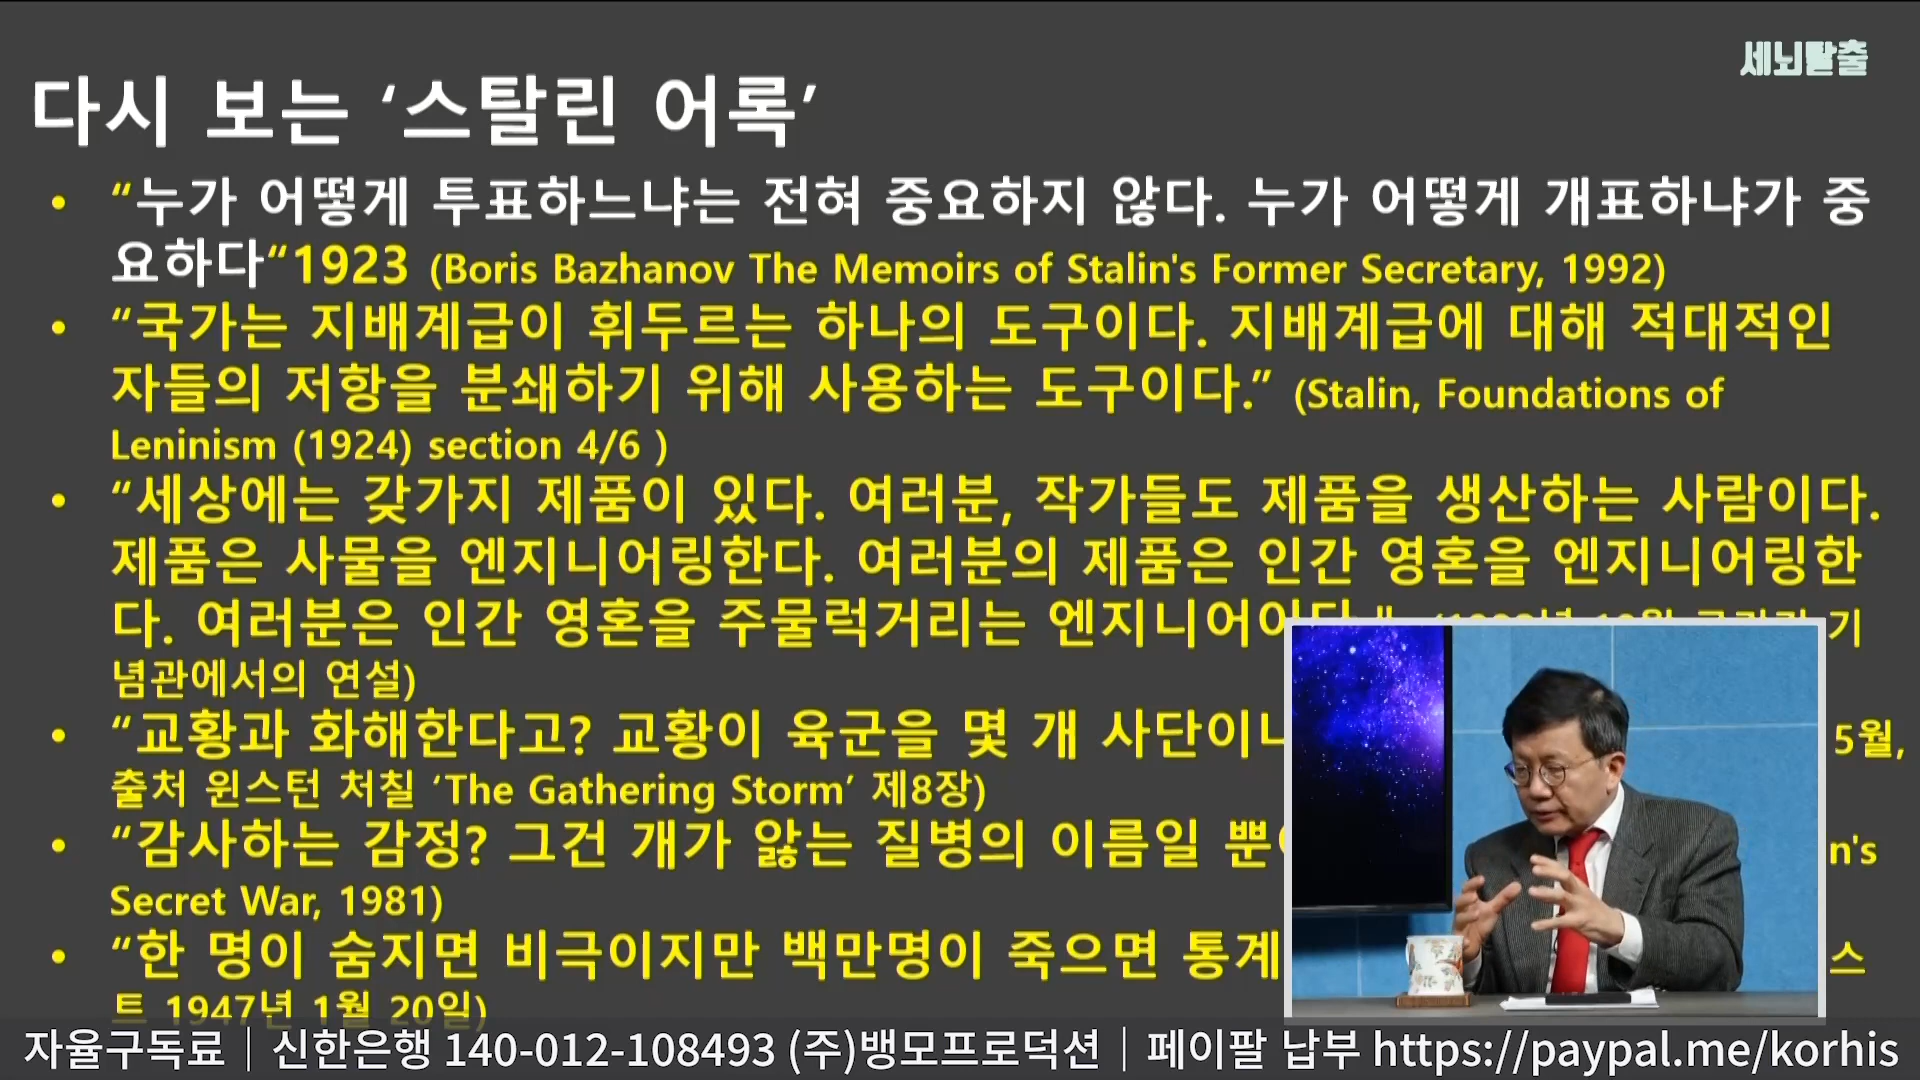 세뇌탈출
다시 보는 ‘스탈린 어록’
• “누가 어떻게 투표하느냐는 전혀 중요하지 않다. 누가 어떻게 개표하냐가 중
요하다“1923 (Boris Bazhanov The Memoirs of Stalin's Former Secretary, 1992)
• “국가는 지배계급이 휘두르는 하나의 도구이다. 지배계급에 대해 적대적인
자들의 저항을 분쇄하기 위해 사용하는 도구이다.” (Stalin, Foundations of
Leninism (1924) section 4/6 )
• “세상에는 갖가지 제품이 있다. 여러분, 작가들도 제품을 생산하는 사람이다.
제품은 사물을 엔지니어링한다. 여러분의 제품은 인간 영혼을 엔지니어링한
다. 여러분은 인간 영혼을 주물럭거리는 엔지니어이다 기
념관에서의 연설)
• “교황과 화해한다고? 교황이 육군을 몇 개 5월,
출처 윈스턴 처칠 ‘The Gathering Storm’ 제8장)
• “감사하는 감정? 그건 개가 앓는 질병의 이름일 n's
Secret War, 1981)
• “한 명이 숨지면 비극이지만 백만명이 죽으면 통계 스
트 1947년 1월 20일)
자율구독료｜신한은행 140-012-108493 (주)뱅모프로덕션｜페이팔 납부 https://paypal.me/korhis